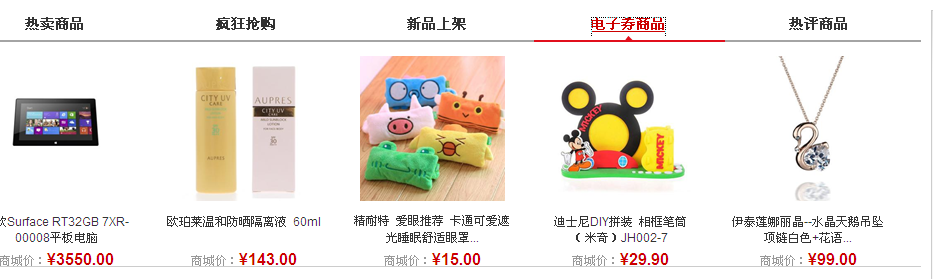 热卖商品
疯狂抢购
新品上架
电子券商品
热评商品
CITY UV
CARE
AUPRES
AUPRES
CITY UV
CARE
MICKEY
MICKEY
软Surface RT32GB 7XR-
00008平板电脑
商城价：¥3550.00
欧珀莱温和防晒隔离液 60ml
商城价：¥143.00
精耐特 爱眼推荐 卡通可爱遮
光睡眠舒适眼罩...
商城价：¥15.00
迪士尼DIY拼装 相框笔筒
（米奇）JH002-7
商城价：¥29.90
伊泰莲娜丽晶--水晶天鹅吊坠
项链白色+花语...
商城价：¥99.00